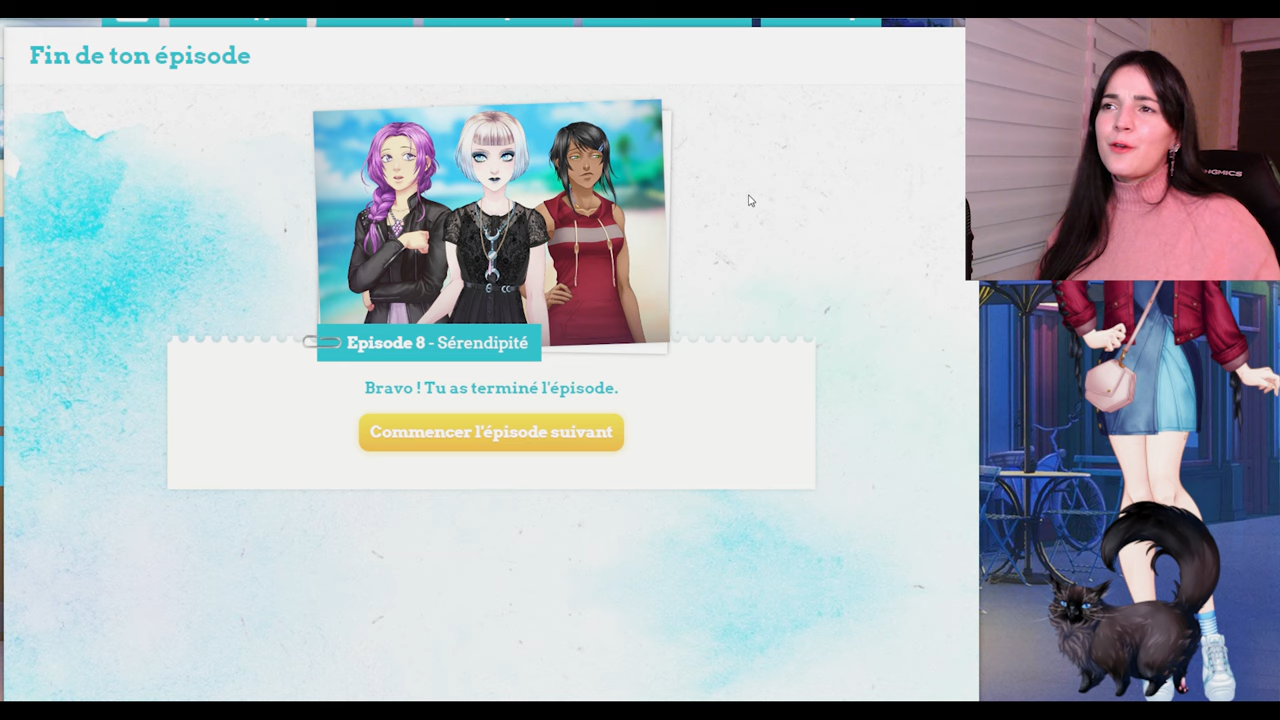 Fin de ton épisode
Episode 8 - Sérendipité
Bravo ! Tu as terminé l'épisode.
Commencer l'épisode suivant